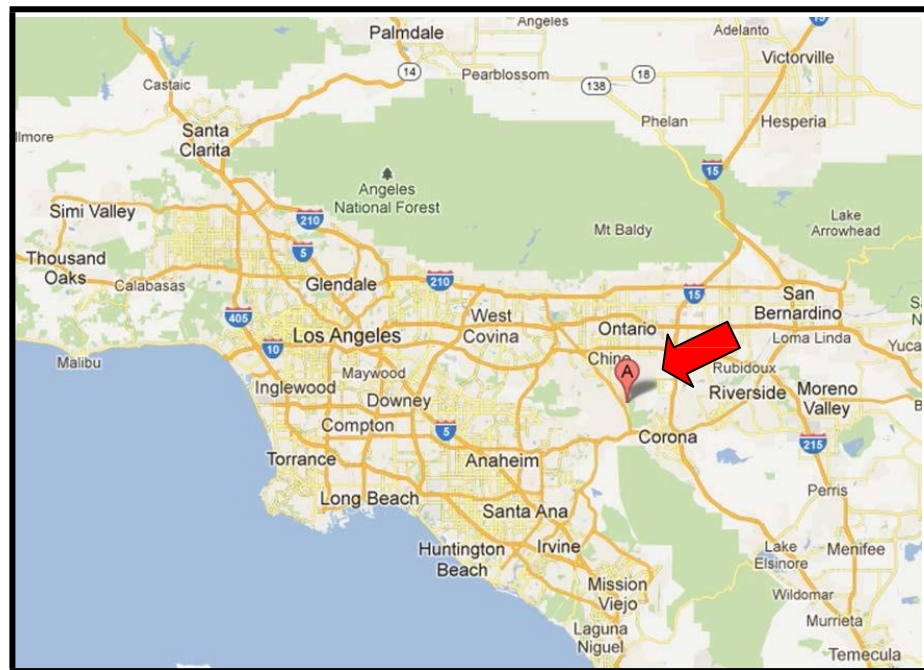 Angeles
Palmdale
Adelanto
15
Victorville
14
Pearblossom
18
138
Castaic
Phelan
Hesperia
Santa
Clarita
15
Angeles
National Forest
Simi Valley
210
Mt Baldy
Lake
Arrowhead
5
Thousand
Oaks
Calabasas
Glendale
210
15
San
Bernardino
West
Covina
405
Los Angeles
Ontario
Loma Linda
10
Chino
Malibu
Maywood
A
Rubidoux
Inglewood
Downey
Riverside
Moreno
Valley
Compton
5
Corona
215
Torrance
Anaheim
Long Beach
Perris
Santa Ana
Huntington
Beach
Irvine
Lake
Elsinore
Menifee
Mission
Viejo
Wildomar
Murrieta
Laguna
Niguel
Temecula